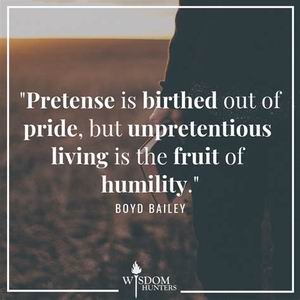 "Pretense is birthed out of
pride, but unpretentious
living is the fruit of
humility."
BOYD BAILEY
WISDOM
HUNTERS